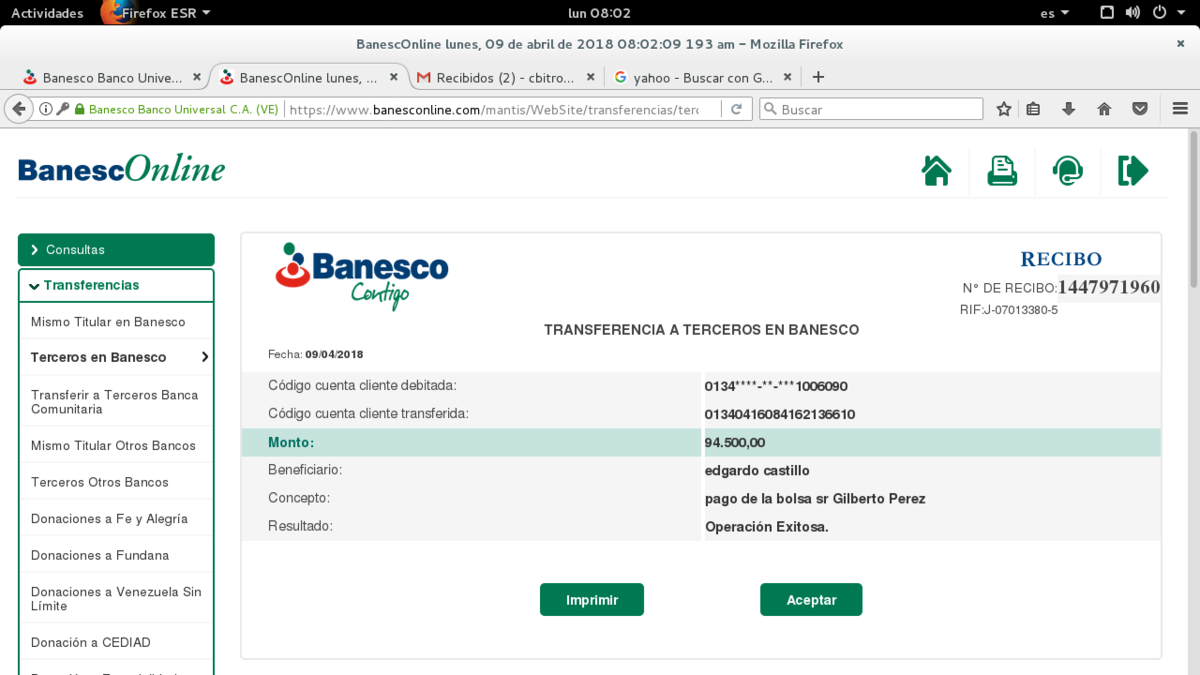 Actividades Firefox ESR lun 08:02 es
BanescOnline lunes, 09 de abril de 2018 08:02:09 193 am - Mozilla Firefox
Banesco Banco Unive... BanescOnline lunes, ... Recibidos (2) - cbitro... yahoo - Buscar con G...
Banesco Banco Universal C.A. (VE) https://www.banesconline.com/mantis/WebSite/transferencias/terc Buscar
BanescOnline
Consultas
Transferencias
Mismo Titular en Banesco
Terceros en Banesco
Transferir a Terceros Banca
Comunitaria
Mismo Titular Otros Bancos
Terceros Otros Bancos
Donaciones a Fe y Alegría
Donaciones a Fundana
Donaciones a Venezuela Sin
Límite
Donación a CEDIAD
Banesco
Contigo
RECIBO
N° DE RECIBO:1447971960
RIF:J-07013380-5
TRANSFERENCIA A TERCEROS EN BANESCO
Fecha: 09/04/2018
Código cuenta cliente debitada: 0134****-**-***1006090
Código cuenta cliente transferida: 01340416084162136610
Monto: 94.500,00
Beneficiario: edgardo castillo
Concepto: pago de la bolsa sr Gilberto Perez
Resultado: Operación Exitosa.
Imprimir Aceptar